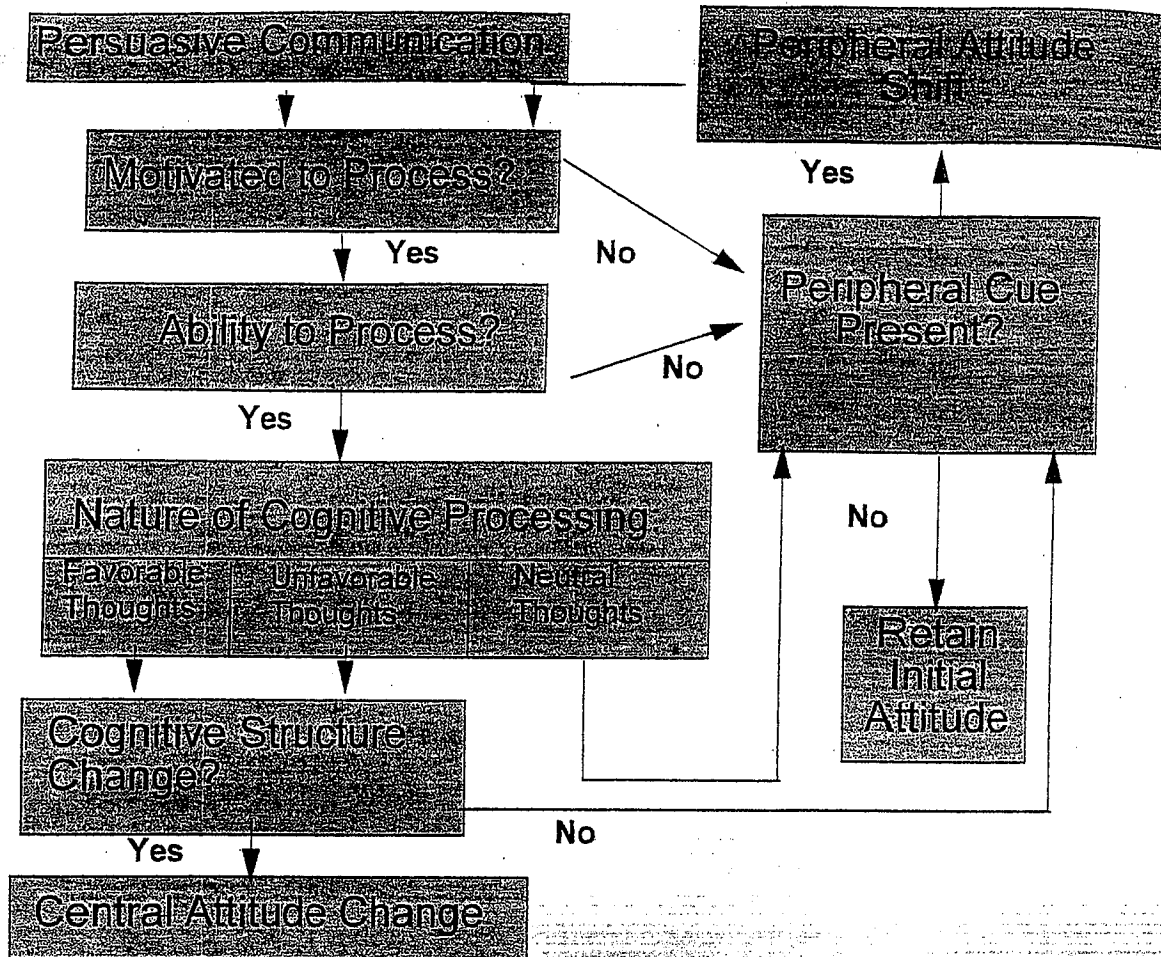 Persuasive Communication.
Peripheral Attitude
Shift
Motivated to Process?
Yes
No
Yes
Ability to Process?
No
Peripheral Cue
Present?
Yes
No
Nature of Cognitive Processing.
Favorable
Thoughts
Unfavorable
Thoughts
Neutral
Thoughts
Retain
Initial
Attitude
Cognitive Structure
Change?
No
Yes
Central Attitude Change